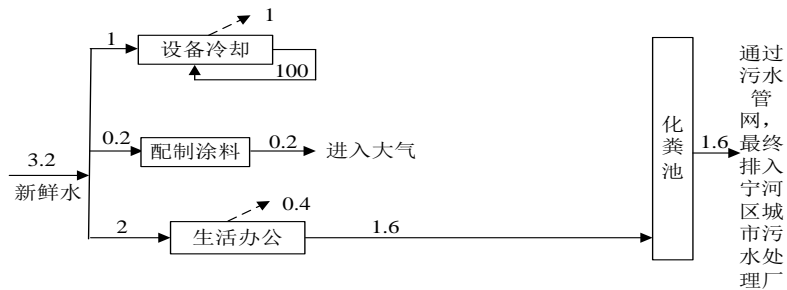 1
1
设备冷却
100
0.2
配制涂料
0.2
进入大气
3.2
新鲜水
0.4
2
生活办公
1.6
化
粪
池
1.6
通过
污水
管
网，
最终
排入
宁河
区城
市污
水处
理厂